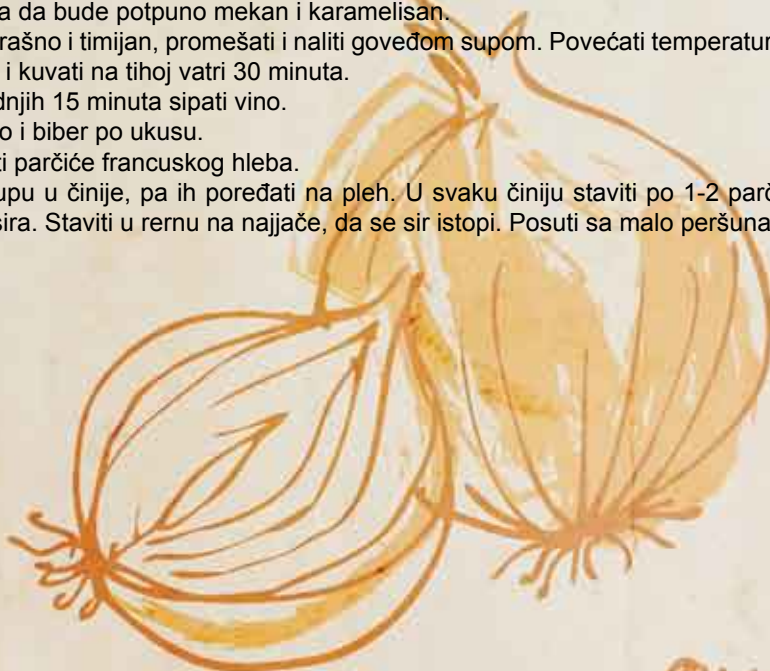 a da bude potpuno mekan i karamelisan.
rašno i timijan, promešati i naliti goveđom supom. Povećati temperatur
i kuvati na tihoj vatri 30 minuta.
dnjih 15 minuta sipati vino.
o i biber po ukusu.
ti parčiće francuskog hleba.
upu u činije, pa ih poređati na pleh. U svaku činiju staviti po 1-2 parč
sira. Staviti u rernu na najjače, da se sir istopi. Posuti sa malo peršuna